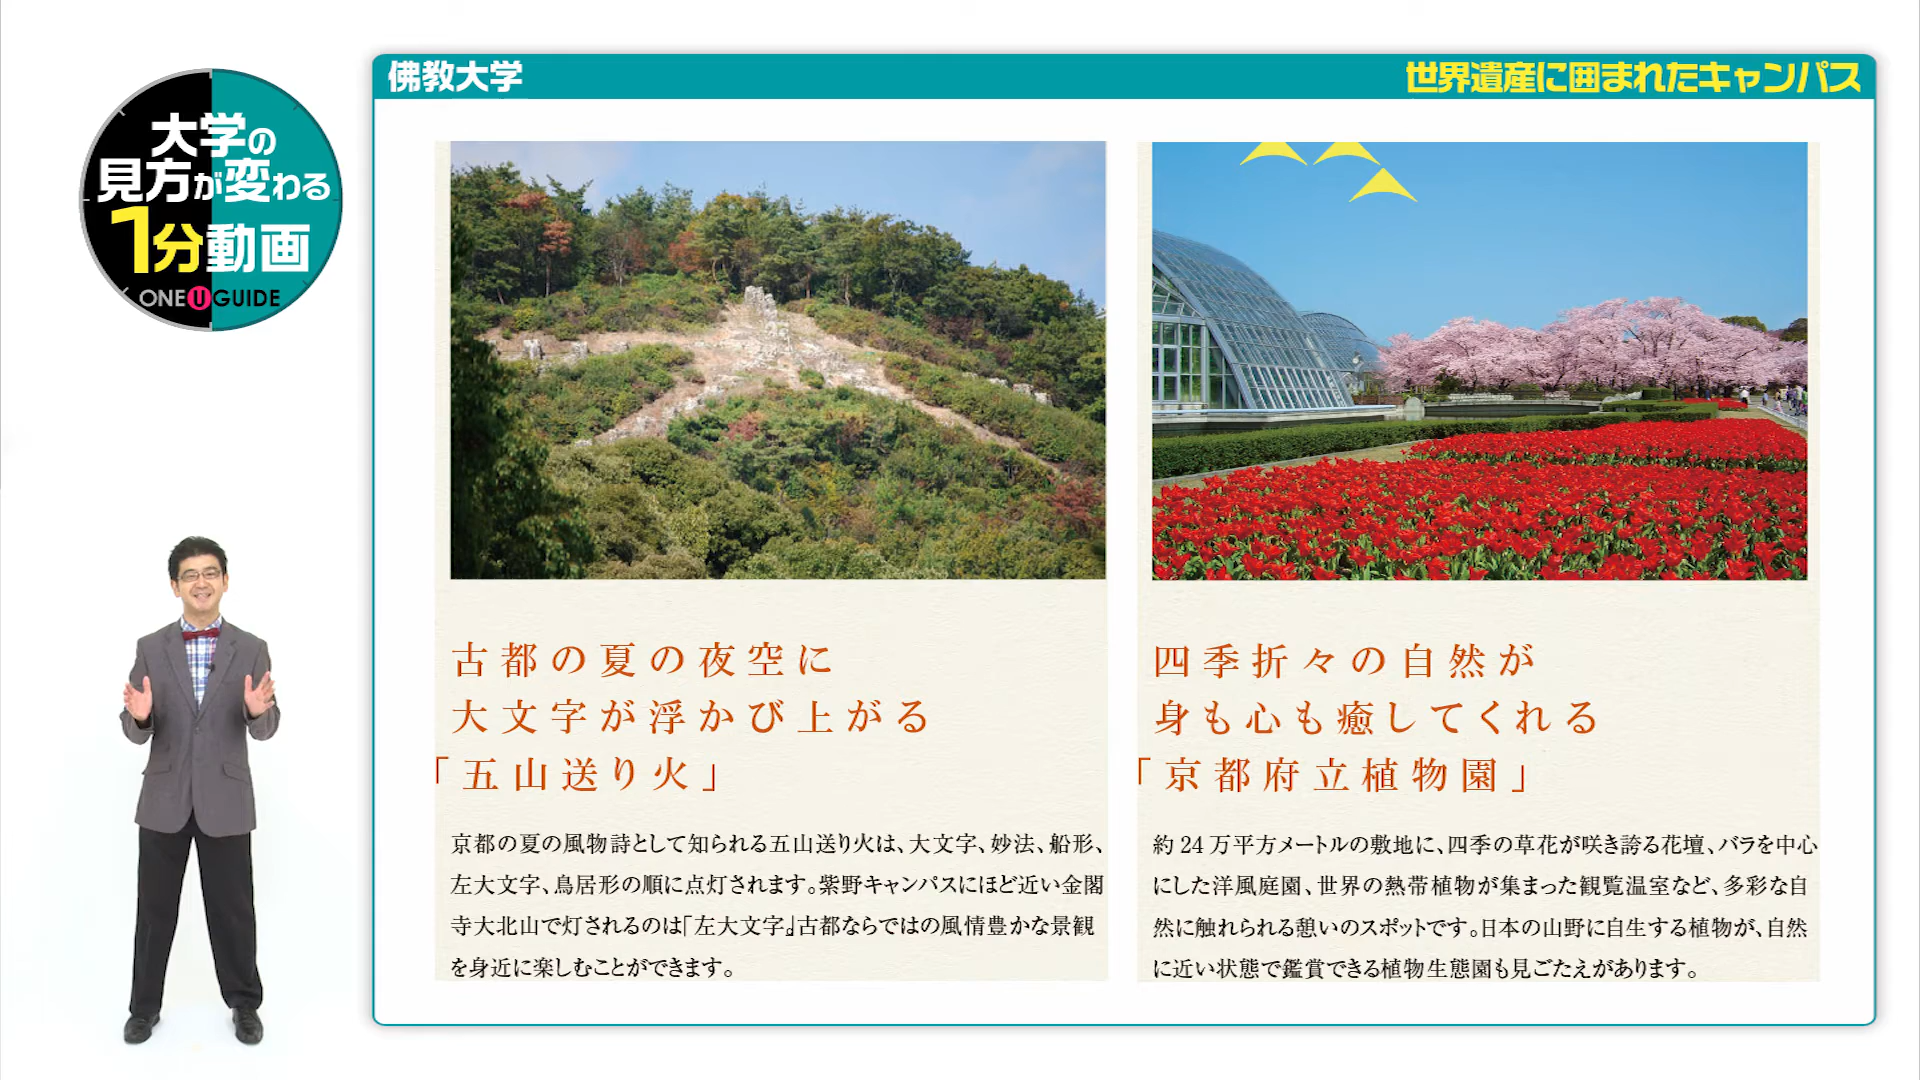 佛教大学
世界遺産に囲まれたキャンパス
大学の
見方が変わる
1分動画
ONE U GUIDE
古都の夏の夜空に
大文字が浮かび上がる
「五山送り火」
京都の夏の風物詩として知られる五山送り火は、大文字、妙法、船形、
左大文字、鳥居形の順に点灯されます。紫野キャンパスにほど近い金閣
寺大北山で灯されるのは「左大文字」。古都ならではの風情豊かな景観
を身近に楽しむことができます。
四季折々の自然が
身も心も癒してくれる
「京都府立植物園」
約24万平方メートルの敷地に、四季の草花が咲き誇る花壇、バラを中心
にした洋風庭園、世界の熱帯植物が集まった観覧温室など、多彩な自
然に触れられる憩いのスポットです。日本の山野に自生する植物が、自然
に近い状態で鑑賞できる植物生態園も見ごたえがあります。